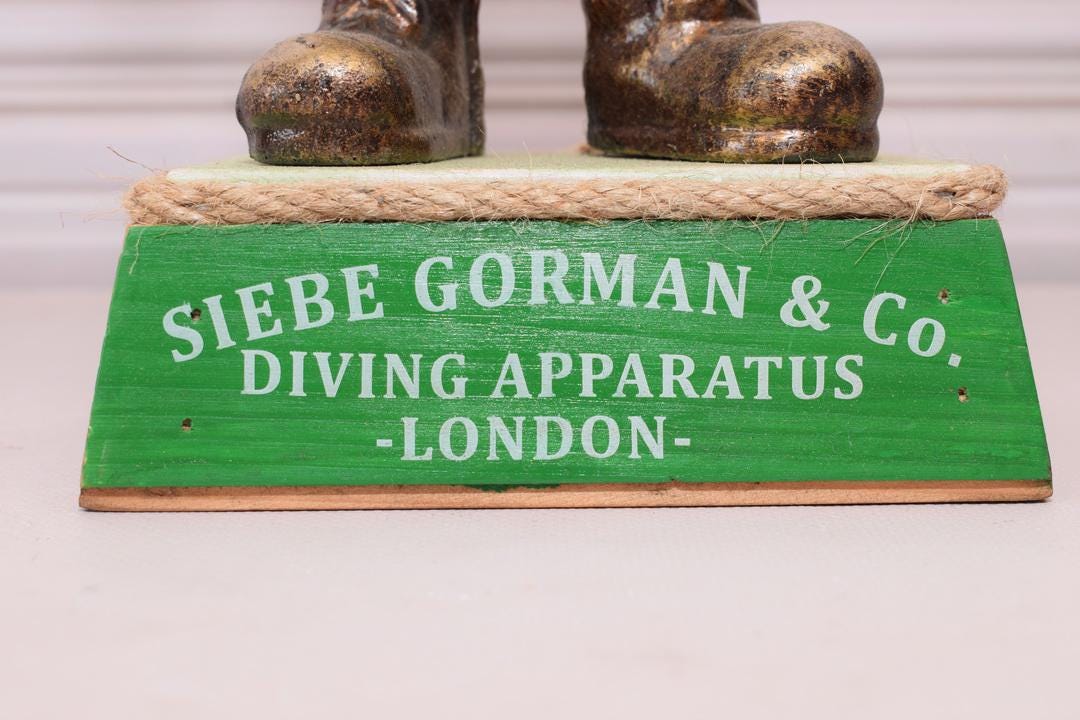 SIEBE GORMAN & Co.
DIVING APPARATUS
-LONDON-